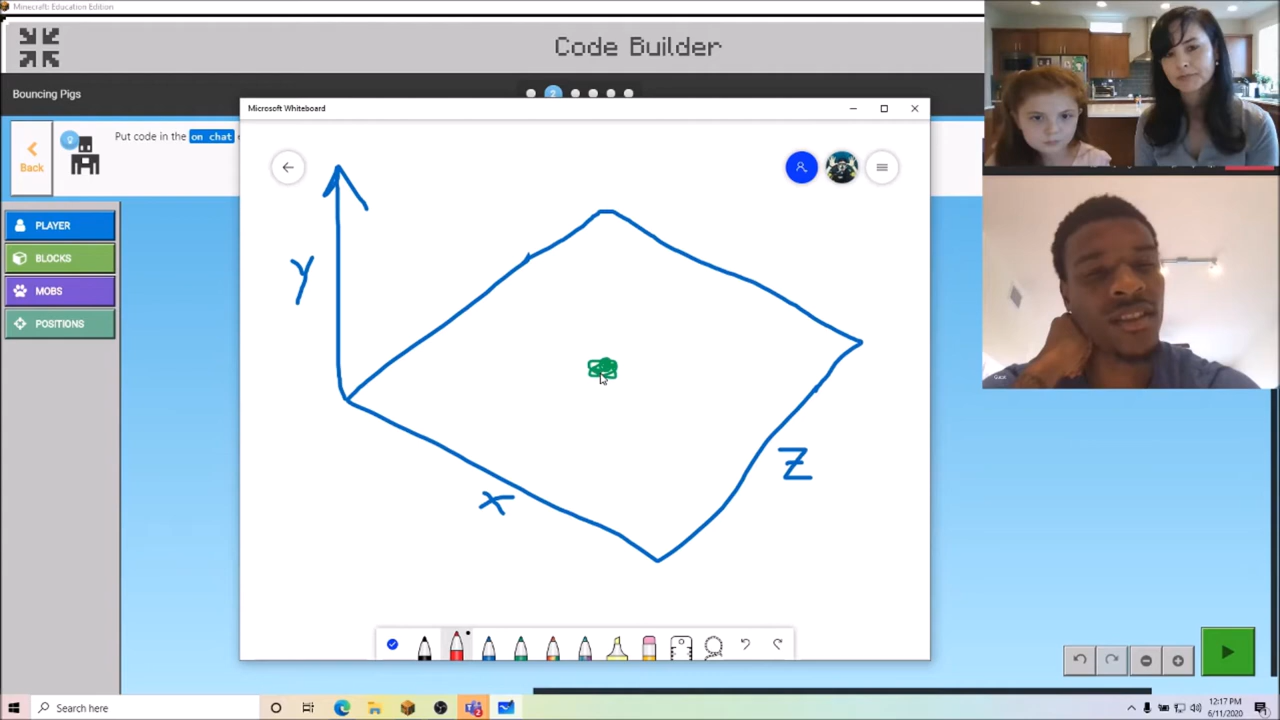 Minecraft: Education Edition
Code Builder
Bouncing Pigs
2
Microsoft Whiteboard
Back
Put code in the on chat
PLAYER
BLOCKS
MOBS
POSITIONS
y
x
Z
Search here
12:17 PM
6/11/2020